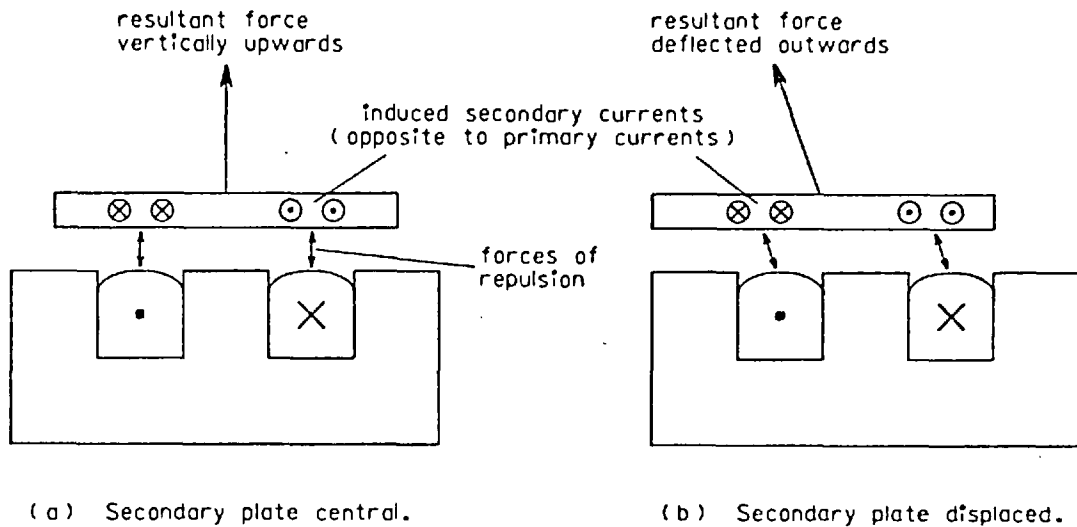 resultant force
vertically upwards
resultant force
deflected outwards
induced secondary currents
(opposite to primary currents)
forces of
repulsion
(a) Secondary plate central.
(b) Secondary plate displaced.